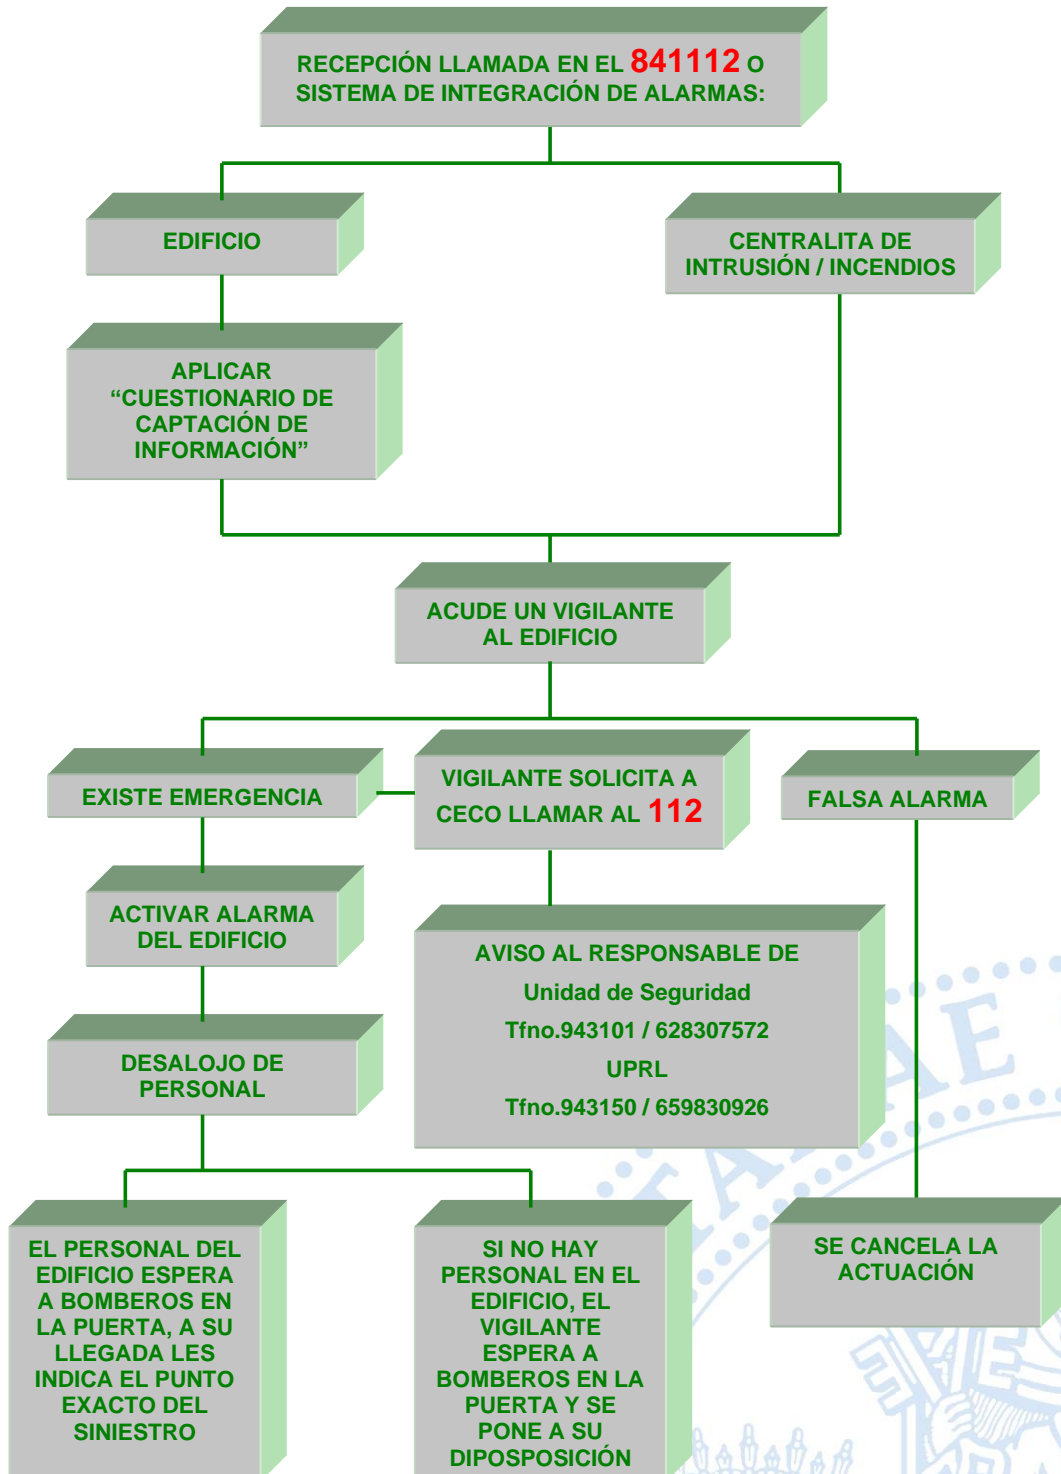 RECEPCIÓN LLAMADA EN EL 841112 O
SISTEMA DE INTEGRACIÓN DE ALARMAS:
EDIFICIO
CENTRALITA DE
INTRUSIÓN / INCENDIOS
APLICAR
“CUESTIONARIO DE
CAPTACIÓN DE
INFORMACIÓN”
ACUDE UN VIGILANTE
AL EDIFICIO
EXISTE EMERGENCIA
VIGILANTE SOLICITA A
CECO LLAMAR AL 112
FALSA ALARMA
ACTIVAR ALARMA
DEL EDIFICIO
AVISO AL RESPONSABLE DE
Unidad de Seguridad
Tfno.943101 / 628307572
UPRL
Tfno.943150 / 659830926
DESALOJO DE
PERSONAL
EL PERSONAL DEL
EDIFICIO ESPERA
A BOMBEROS EN
LA PUERTA, A SU
LLEGADA LES
INDICA EL PUNTO
EXACTO DEL
SINIESTRO
SI NO HAY
PERSONAL EN EL
EDIFICIO, EL
VIGILANTE
ESPERA A
BOMBEROS EN LA
PUERTA Y SE
PONE A SU
DIPOSPOSICIÓN
SE CANCELA LA
ACTUACIÓN